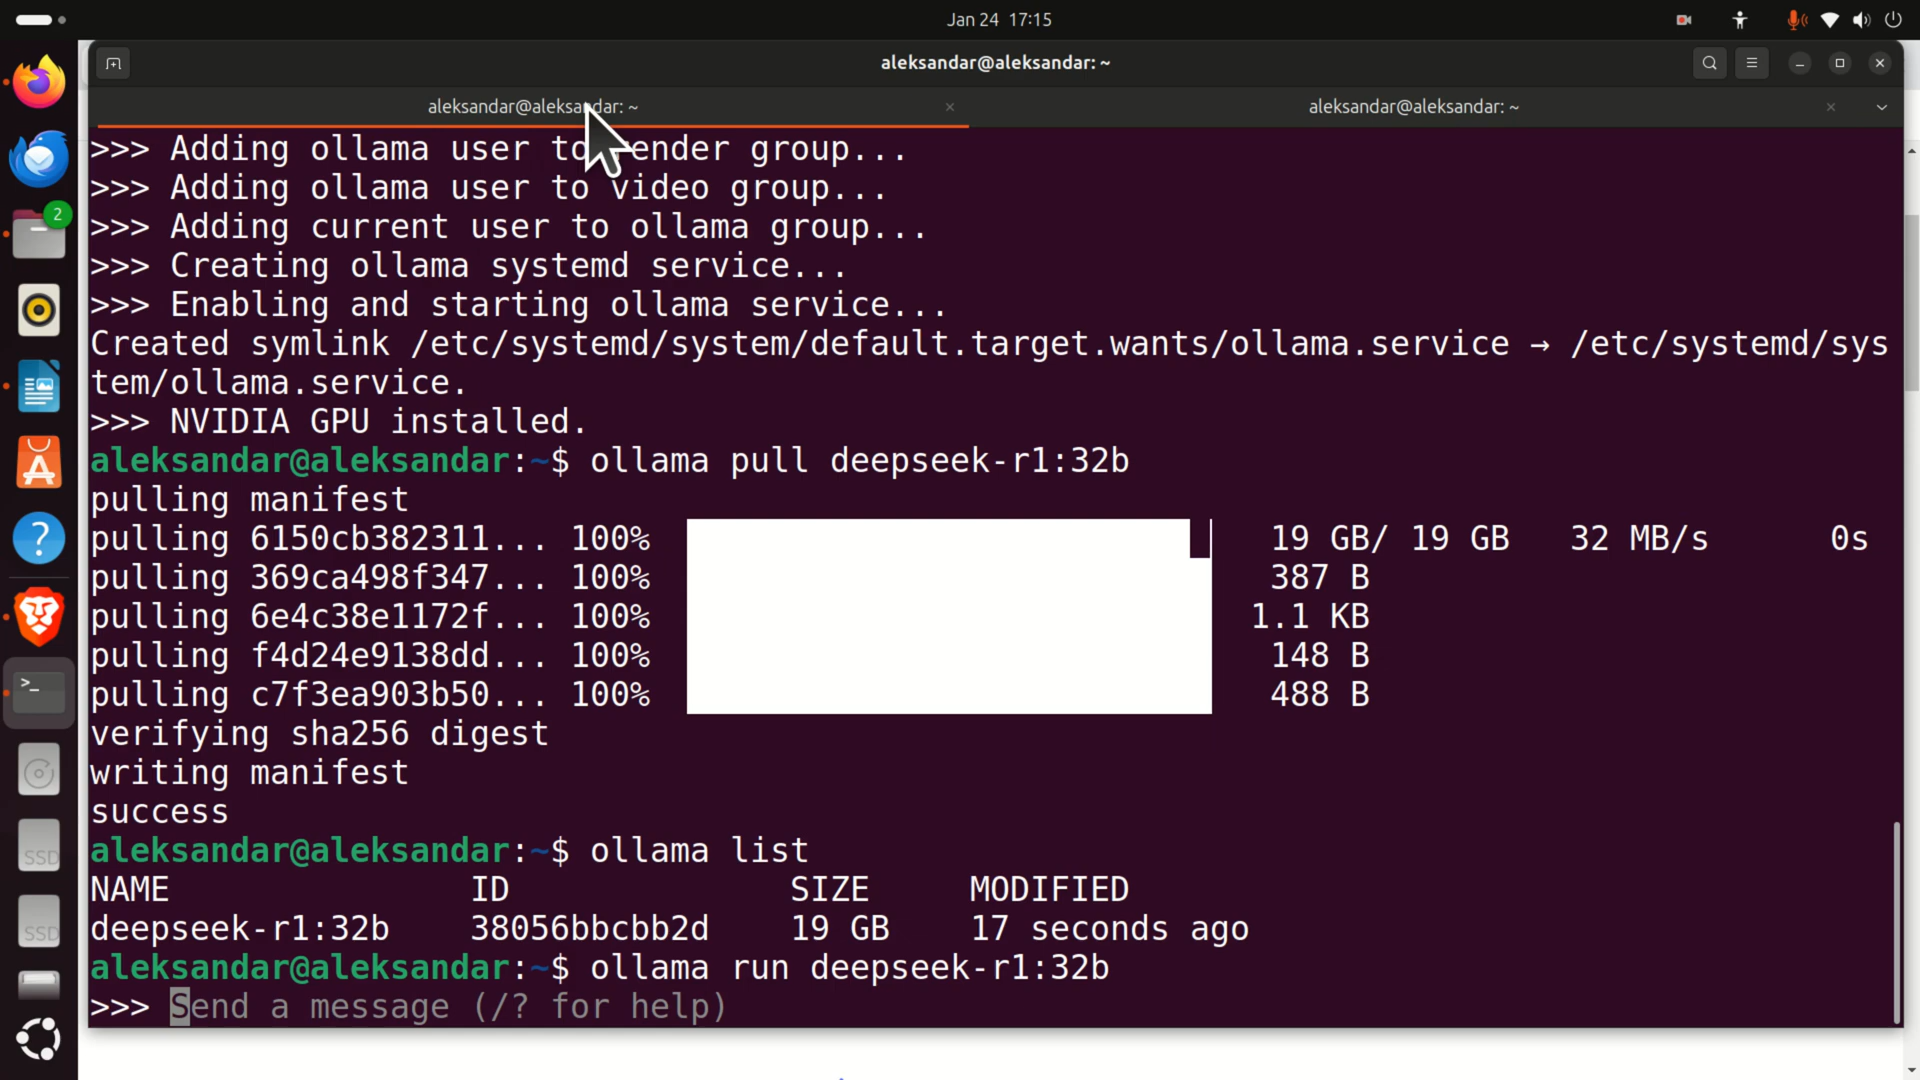 Jan 24 17:15
aleksandar@aleksandar: ~
aleksandar@aleksandar: ~
aleksandar@aleksandar: ~
>>> Adding ollama user to render group...
>>> Adding ollama user to video group...
>>> Adding current user to ollama group...
>>> Creating ollama systemd service...
>>> Enabling and starting ollama service...
Created symlink /etc/systemd/system/default.target.wants/ollama.service → /etc/systemd/sys
tem/ollama.service.
>>> NVIDIA GPU installed.
aleksandar@aleksandar:~$ ollama pull deepseek-r1:32b
pulling manifest
pulling 6150cb382311... 100% 19 GB/ 19 GB 32 MB/s 0s
pulling 369ca498f347... 100% 387 B
pulling 6e4c38e1172f... 100% 1.1 KB
pulling f4d24e9138dd... 100% 148 B
pulling c7f3ea903b50... 100% 488 B
verifying sha256 digest
writing manifest
success
aleksandar@aleksandar:~$ ollama list
NAME ID SIZE MODIFIED
deepseek-r1:32b 38056bbcbb2d 19 GB 17 seconds ago
aleksandar@aleksandar:~$ ollama run deepseek-r1:32b
>>> Send a message (/? for help)
2
?
>_
SSD
SSD